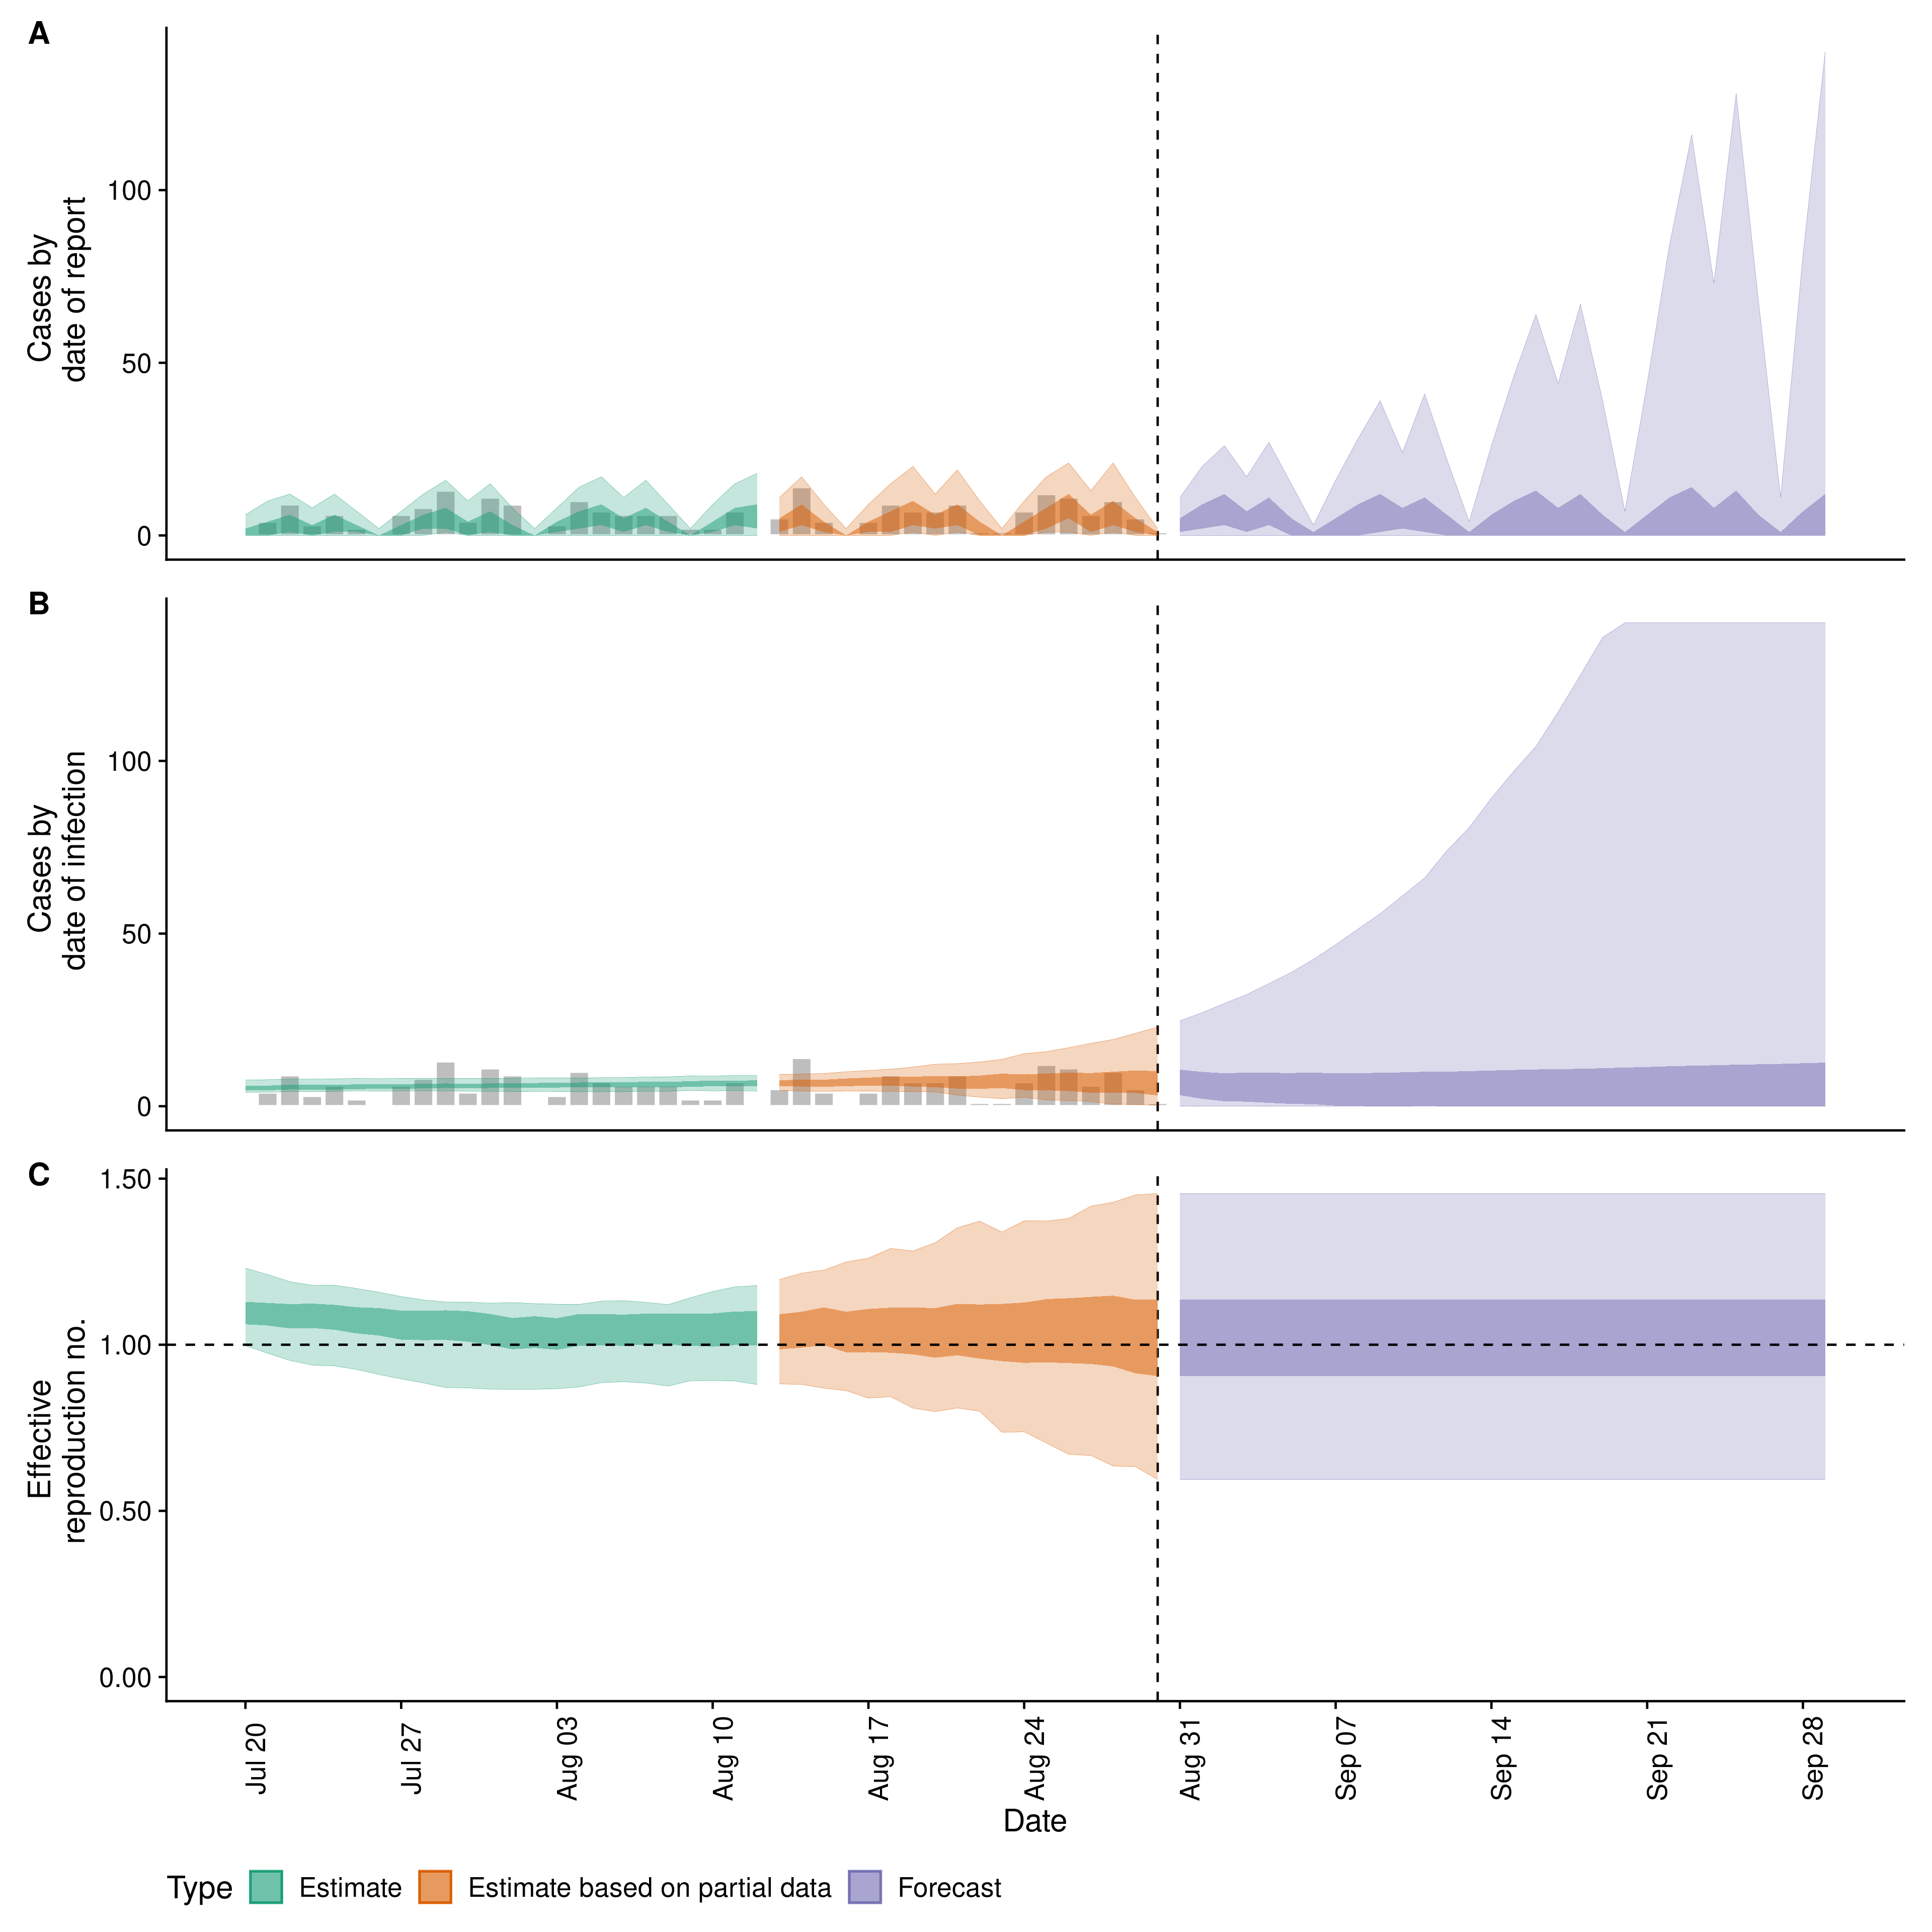 A
Cases by
date of report
100
50
0
B
Cases by
date of infection
100
50
0
C
Effective
reproduction no.
1.50
1.00
0.50
0.00
Jul 20
Jul 27
Aug 03
Aug 10
Aug 17
Aug 24
Aug 31
Sep 07
Sep 14
Sep 21
Sep 28
Date
Type Estimate Estimate based on partial data Forecast